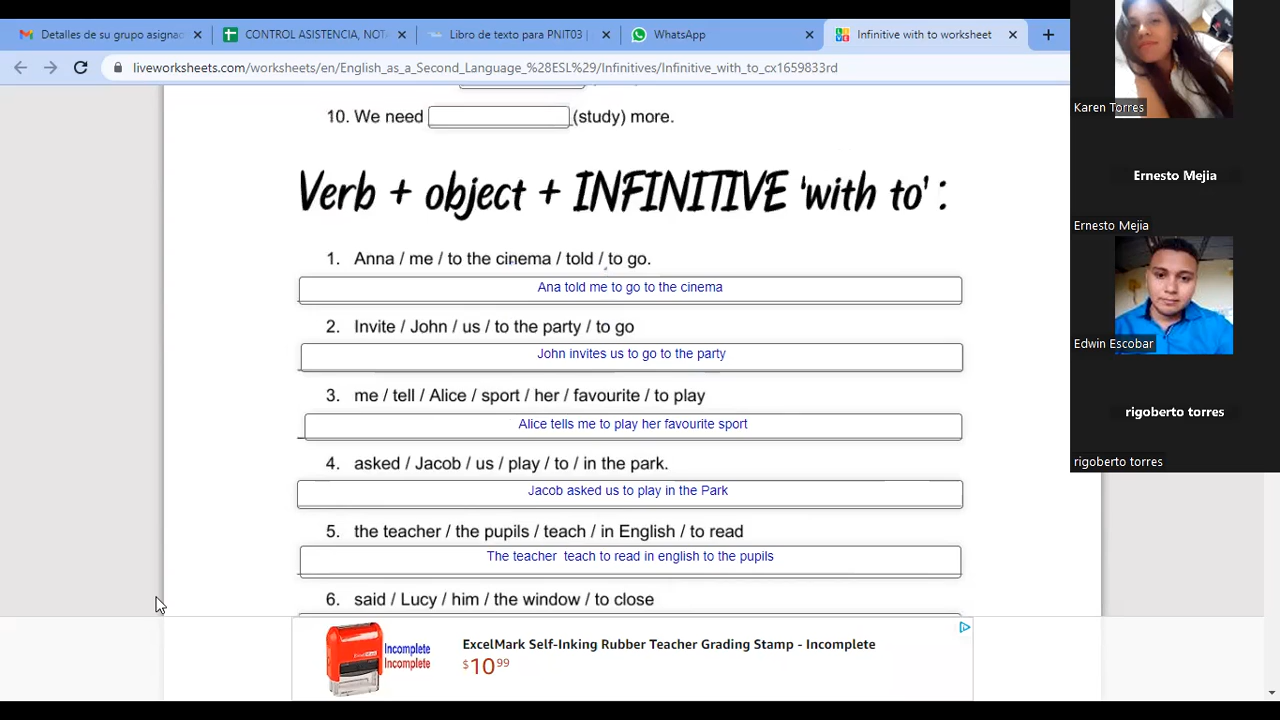 Detalles de su grupo asignac
CONTROL ASISTENCIA, NOT
Libro de texto para PNIT03 |
WhatsApp
Infinitive with to worksheet
liveworksheets.com/worksheets/en/English_as_a_Second_Language_%28ESL%29/Infinitives/Infinitive_with_to_cx1659833rd
10. We need (study) more.
Verb + object + INFINITIVE 'with to' :
1. Anna / me / to the cinema / told / to go.
Ana told me to go to the cinema
2. Invite / John / us / to the party / to go
John invites us to go to the party
3. me / tell / Alice / sport / her / favourite / to play
Alice tells me to play her favourite sport
4. asked / Jacob / us / play / to / in the park.
Jacob asked us to play in the Park
5. the teacher / the pupils / teach / in English / to read
The teacher teach to read in english to the pupils
6. said / Lucy / him / the window / to close
Incomplete
Incomplete
ExcelMark Self-Inking Rubber Teacher Grading Stamp - Incomplete
$10 99
Karen Torres
Ernesto Mejia
Ernesto Mejia
Edwin Escobar
rigoberto torres
rigoberto torres